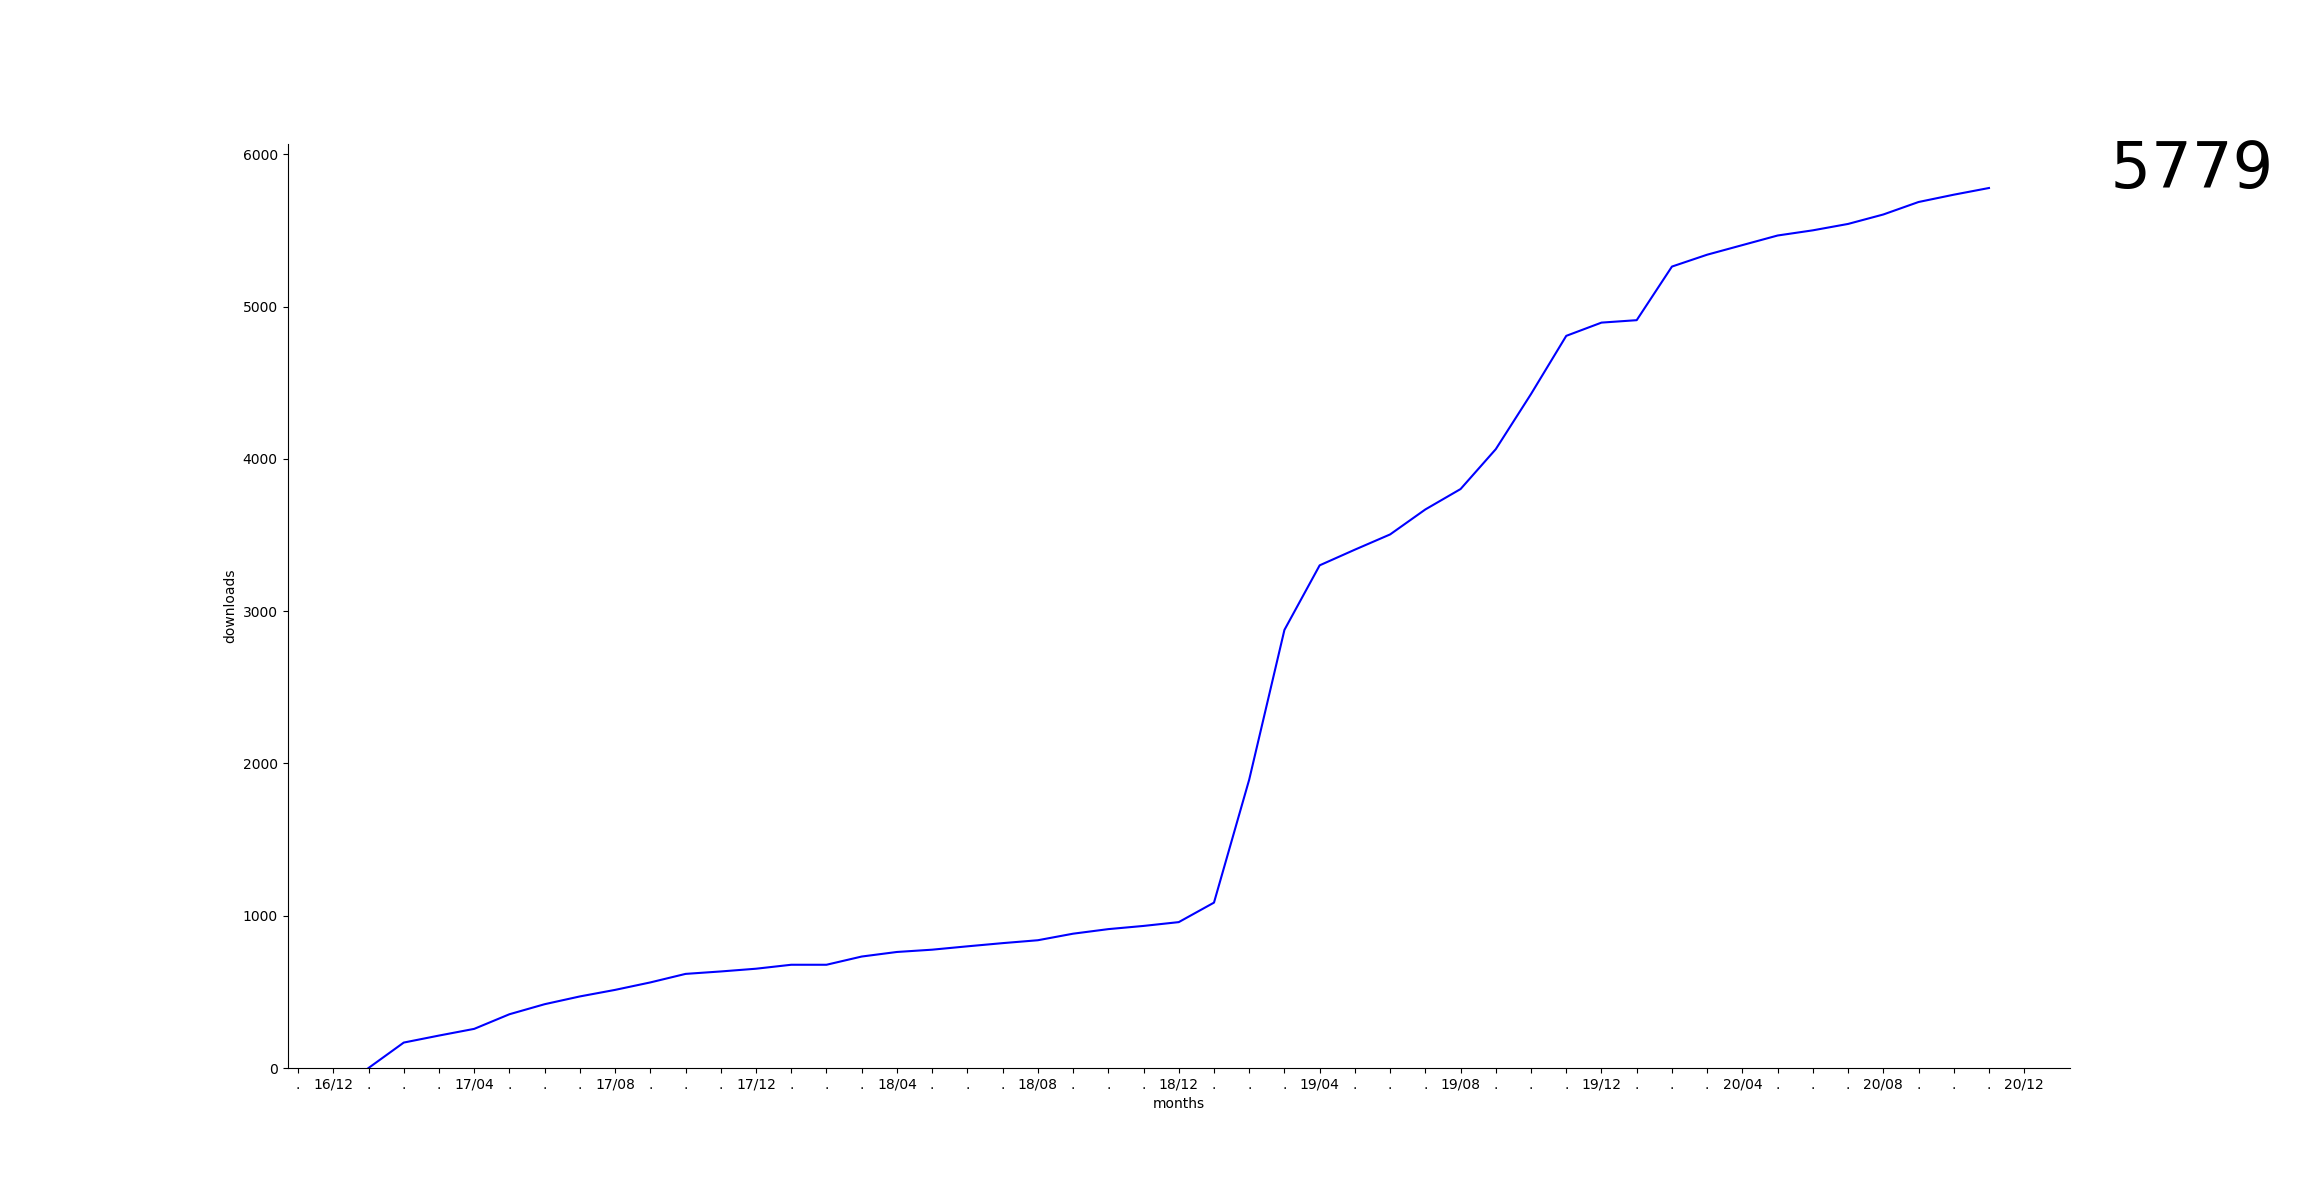 5779
6000
5000
4000
3000
2000
1000
0
downloads
. 16/12 . . . 17/04 . . . 17/08 . . . 17/12 . . . 18/04 . . . 18/08 . . . 18/12 . . . 19/04 . . . 19/08 . . . 19/12 . . . 20/04 . . . 20/08 . . . 20/12
months